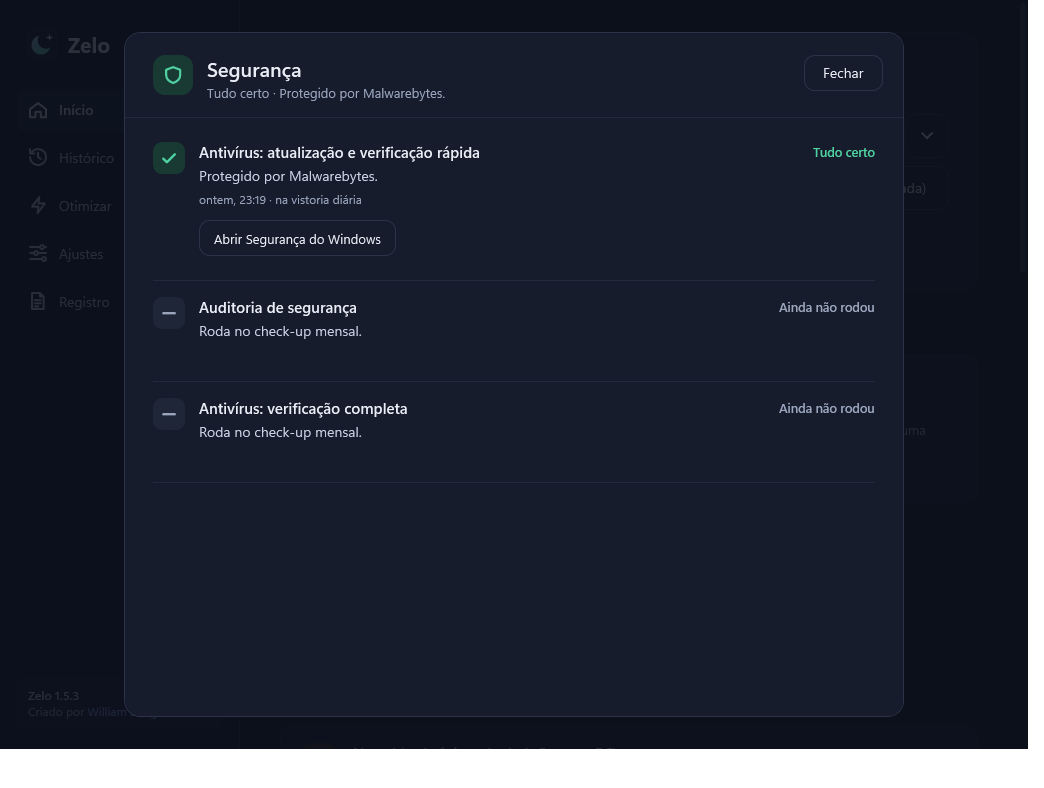 Zelo
Início
Histórico
Otimizar
Ajustes
Registro
Zelo 1.5.3
Criado por William
Segurança
Tudo certo · Protegido por Malwarebytes.
Fechar
Antivírus: atualização e verificação rápida
Tudo certo
Protegido por Malwarebytes.
ontem, 23:19 · na vistoria diária
Abrir Segurança do Windows
Auditoria de segurança
Ainda não rodou
Roda no check-up mensal.
Antivírus: verificação completa
Ainda não rodou
Roda no check-up mensal.